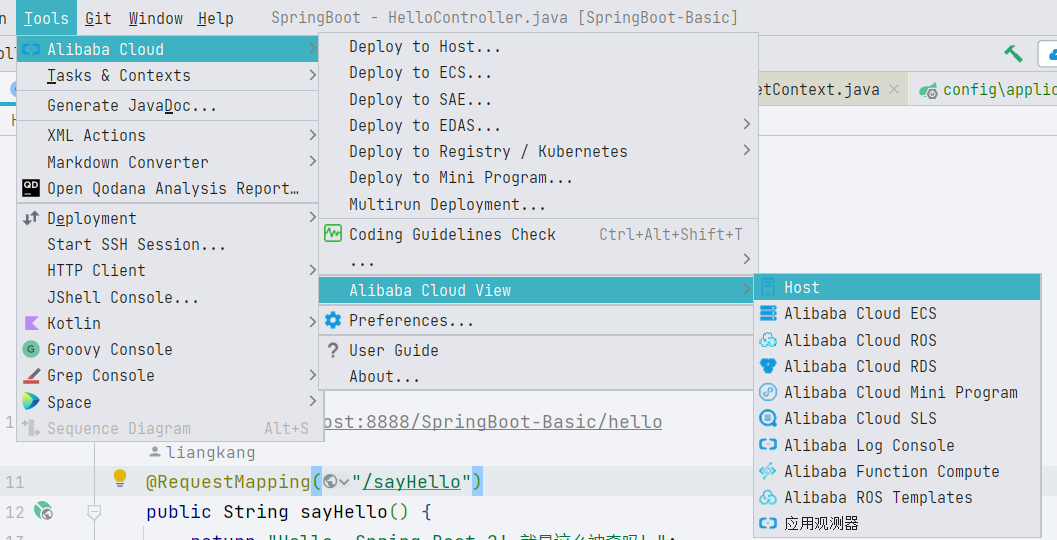 Tools Git Window Help SpringBoot - HelloController.java [SpringBoot-Basic]
Alibaba Cloud
Tasks & Contexts
Generate JavaDoc...
XML Actions
Markdown Converter
Open Qodana Analysis Report…
Deployment
Start SSH Session...
HTTP Client
JShell Console...
Kotlin
Groovy Console
Grep Console
Space
Sequence Diagram Alt+S
Deploy to Host...
Deploy to ECS...
Deploy to SAE...
Deploy to EDAS...
Deploy to Registry / Kubernetes
Deploy to Mini Program...
Multirun Deployment...
Coding Guidelines Check Ctrl+Alt+Shift+T
...
Alibaba Cloud View
Preferences...
User Guide
About...
etContext.java config\applic
Host
Alibaba Cloud ECS
Alibaba Cloud ROS
Alibaba Cloud RDS
Alibaba Cloud Mini Program
Alibaba Cloud SLS
Alibaba Log Console
Alibaba Function Compute
Alibaba ROS Templates
应用观测器
ost:8888/SpringBoot-Basic/hello
liangkang
11 @RequestMapping("/sayHello")
12 public String sayHello() {